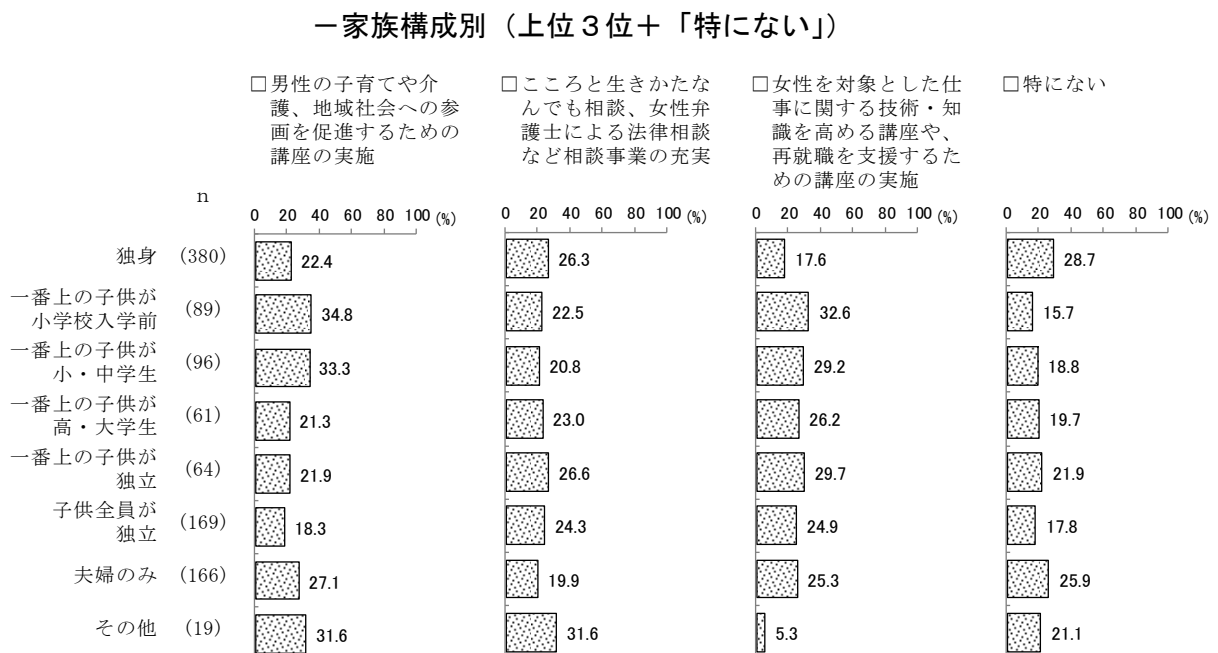 －家族構成別（上位３位＋「特にない」）
□男性の子育てや介
護、地域社会への参
画を促進するための
講座の実施
□こころと生きかたな
んでも相談、女性弁
護士による法律相談
など相談事業の充実
□女性を対象とした仕
事に関する技術・知
識を高める講座や、
再就職を支援するた
めの講座の実施
□特にない
n
0 20 40 60 80 100 (%)
0 20 40 60 80 100 (%)
0 20 40 60 80 100 (%)
0 20 40 60 80 100 (%)
独身 (380) 22.4 26.3 17.6 28.7
一番上の子供が
小学校入学前 (89) 34.8 22.5 32.6 15.7
一番上の子供が
小・中学生 (96) 33.3 20.8 29.2 18.8
一番上の子供が
高・大学生 (61) 21.3 23.0 26.2 19.7
一番上の子供が
独立 (64) 21.9 26.6 29.7 21.9
子供全員が
独立 (169) 18.3 24.3 24.9 17.8
夫婦のみ (166) 27.1 19.9 25.3 25.9
その他 (19) 31.6 31.6 5.3 21.1